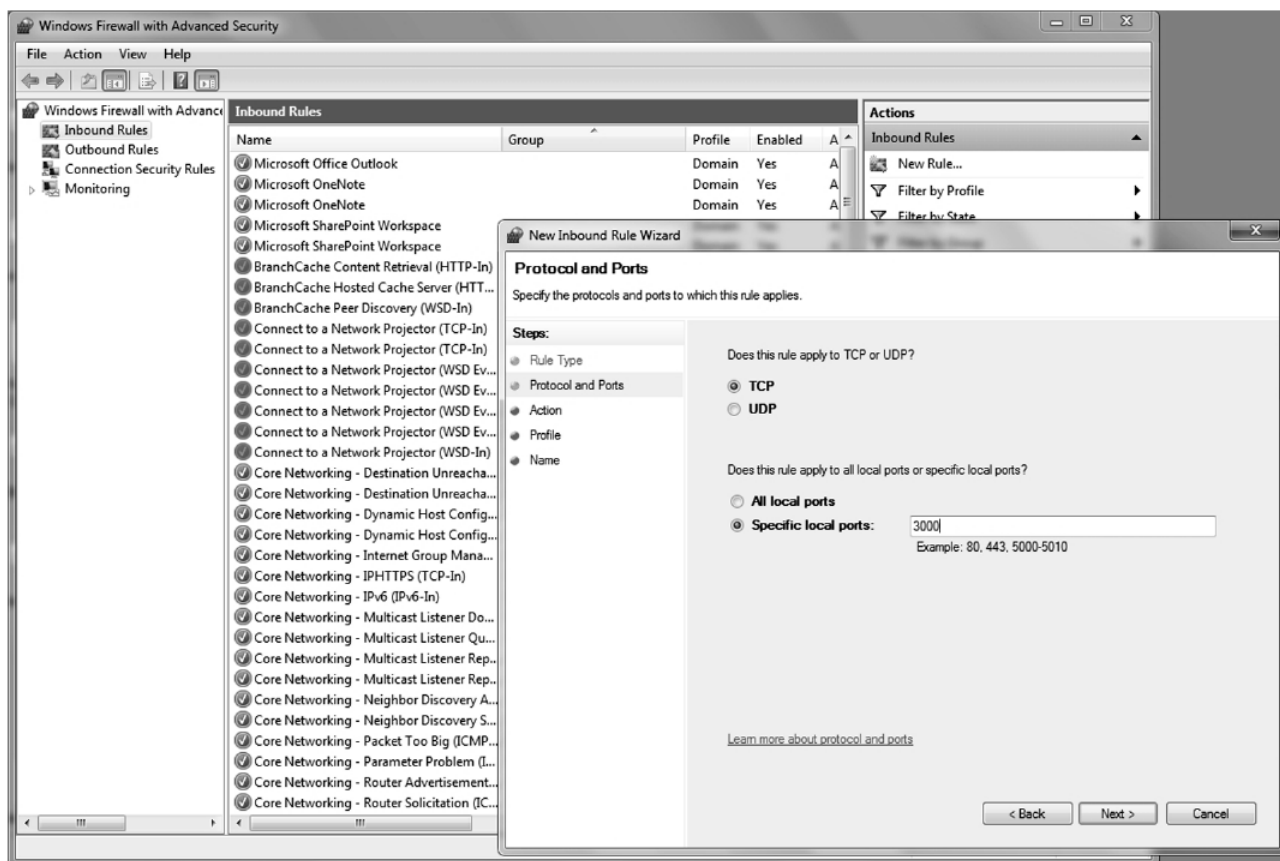 Windows Firewall with Advanced Security
File Action View Help
Windows Firewall with Advance
Inbound Rules
Outbound Rules
Connection Security Rules
Monitoring
Inbound Rules
Name Group Profile Enabled A
Microsoft Office Outlook Domain Yes A
Microsoft OneNote Domain Yes A
Microsoft OneNote Domain Yes A
Microsoft SharePoint Workspace
Microsoft SharePoint Workspace
BranchCache Content Retrieval (HTTP-In)
BranchCache Hosted Cache Server (HTT...
BranchCache Peer Discovery (WSD-In)
Connect to a Network Projector (TCP-In)
Connect to a Network Projector (TCP-In)
Connect to a Network Projector (WSD Ev...
Connect to a Network Projector (WSD Ev...
Connect to a Network Projector (WSD Ev...
Connect to a Network Projector (WSD Ev...
Connect to a Network Projector (WSD-In)
Core Networking - Destination Unreacha...
Core Networking - Destination Unreacha...
Core Networking - Dynamic Host Config...
Core Networking - Dynamic Host Config...
Core Networking - Internet Group Mana...
Core Networking - IPHTTPS (TCP-In)
Core Networking - IPv6 (IPv6-In)
Core Networking - Multicast Listener Do...
Core Networking - Multicast Listener Qu...
Core Networking - Multicast Listener Rep...
Core Networking - Multicast Listener Rep...
Core Networking - Neighbor Discovery A...
Core Networking - Neighbor Discovery S...
Core Networking - Packet Too Big (ICMP...
Core Networking - Parameter Problem (I...
Core Networking - Router Advertisement...
Core Networking - Router Solicitation (IC...
Actions
Inbound Rules
New Rule...
Filter by Profile
Filter by State
Filter by Group
New Inbound Rule Wizard
Protocol and Ports
Specify the protocols and ports to which this rule applies.
Steps:
Rule Type
Protocol and Ports
Action
Profile
Name
Does this rule apply to TCP or UDP?
TCP
UDP
Does this rule apply to all local ports or specific local ports?
All local ports
Specific local ports: 3000
Example: 80, 443, 5000-5010
Learn more about protocol and ports
< Back Next > Cancel